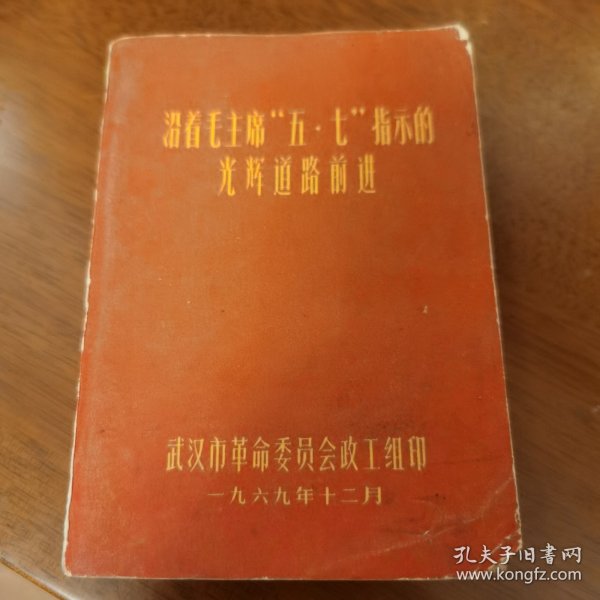 沿着毛主席“五·七”指示的
光辉道路前进
武汉市革命委员会政工组印
一九六九年十二月
孔夫子旧书网
www.kongfz.com